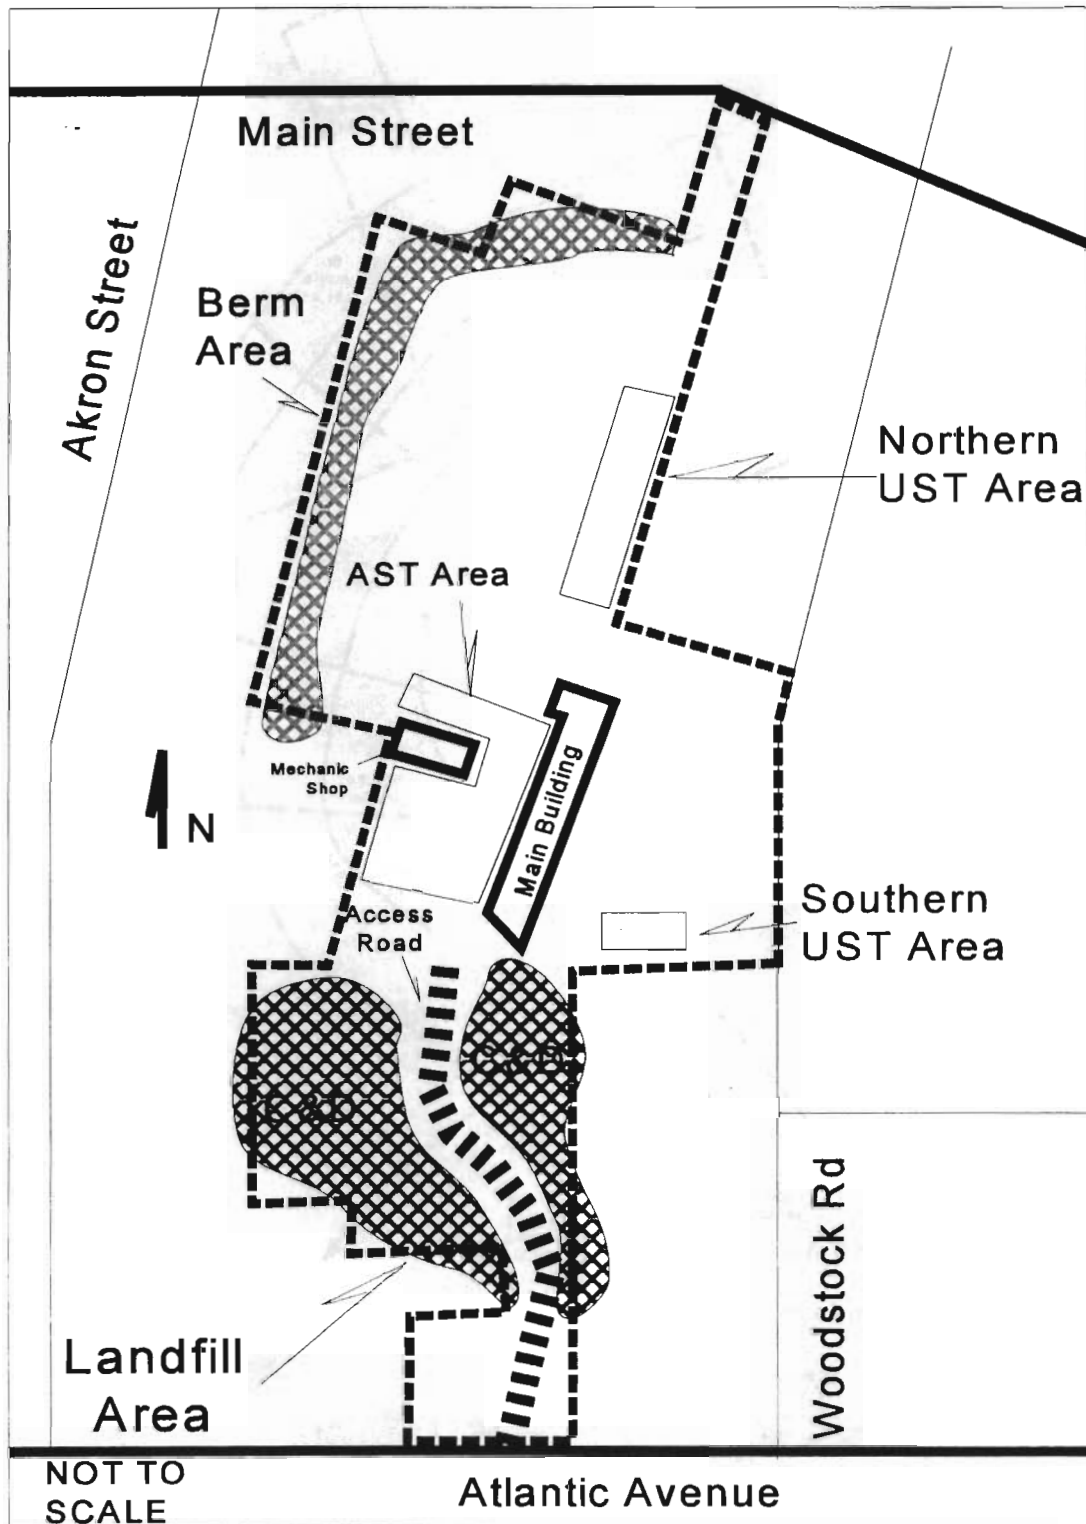 Main Street
Akron Street
Berm
Area
Northern
UST Area
AST Area
Mechanic
Shop
Main Building
N
Access
Road
Southern
UST Area
Landfill
Area
Woodstock Rd
NOT TO
SCALE
Atlantic Avenue